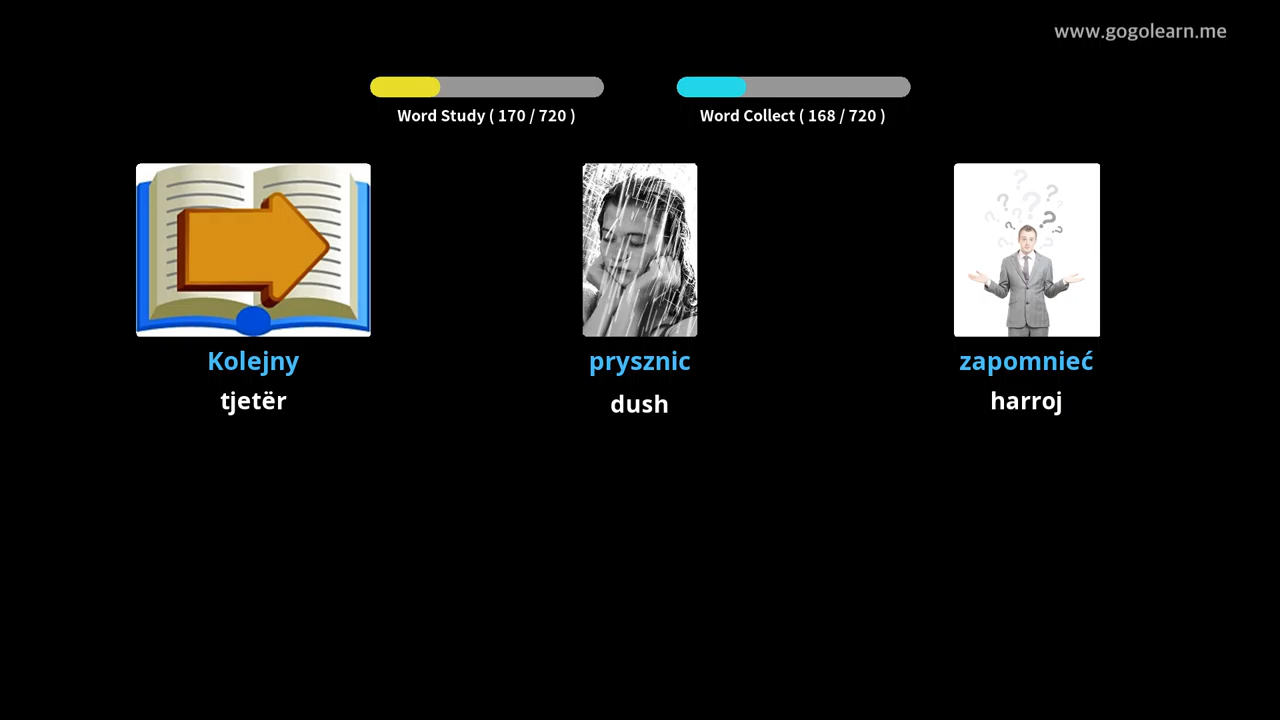 www.gogolearn.me
Word Study ( 170 / 720 )
Word Collect ( 168 / 720 )
Kolejny
prysznic
zapomnieć
tjetër
dush
harroj